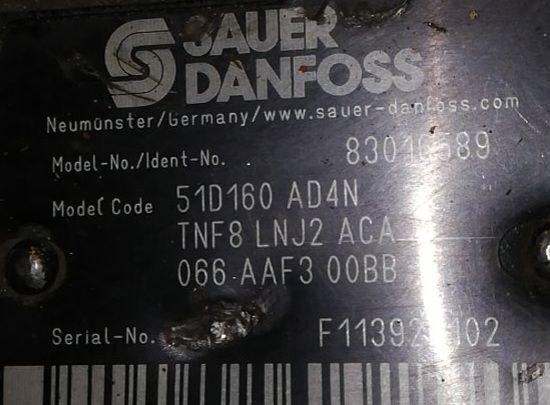 SAUER
DANFOSS
Neumünster/Germany/www.sauer-danfoss.com
Model-No./Ident-No.
Model Code 51D160 AD4N
TNF8 LNJ2 ACA
066 AAF3 00BB
Serial-No.